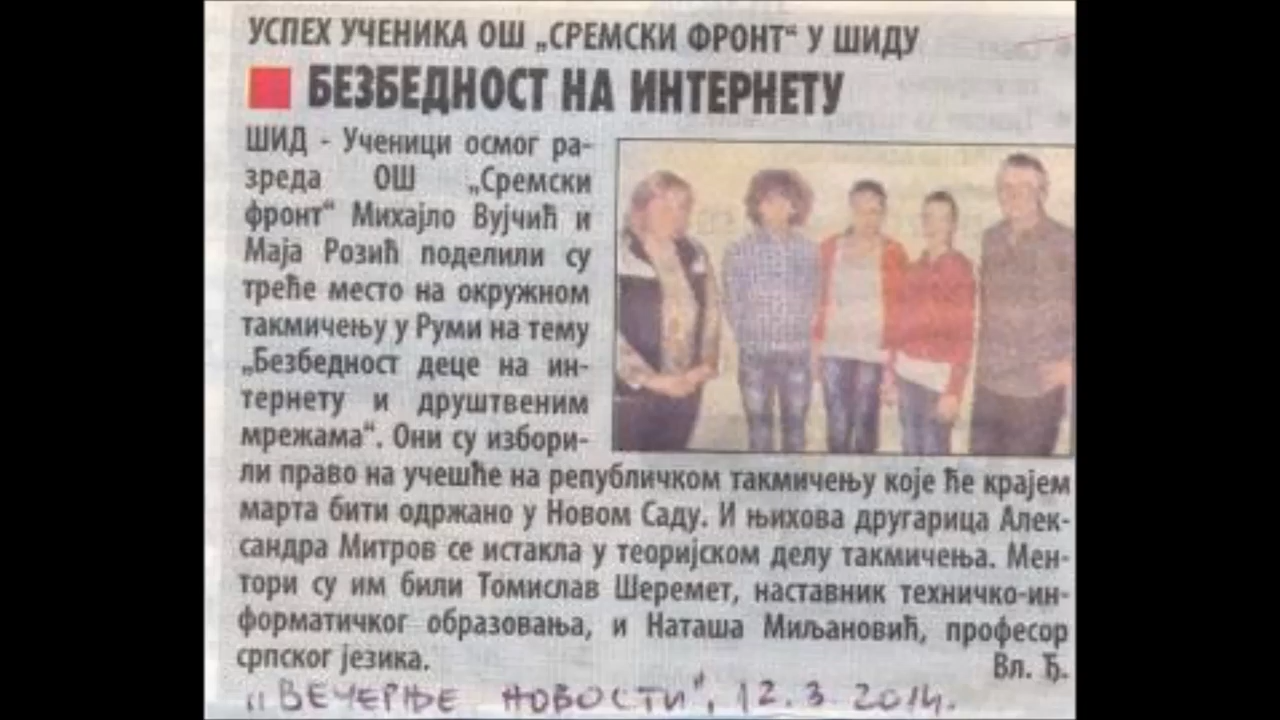 УСПЕХ УЧЕНИКА ОШ „СРЕМСКИ ФРОНТ“ У ШИДУ
БЕЗБЕДНОСТ НА ИНТЕРНЕТУ
ШИД - Ученици осмог ра-
зреда ОШ „Сремски
фронт“ Михајло Вујчић и
Маја Розић поделили су
треће место на окружном
такмичењу у Руми на тему
„Безбедност деце на ин-
тернету и друштвеним
мрежама“. Они су избори-
ли право на учешће на републичком такмичењу које ће крајем
марта бити одржано у Новом Саду. И њихова другарица Алек-
сандра Митров се истакла у теоријском делу такмичења. Мен-
тори су им били Томислав Шеремет, наставник техничко-ин-
форматичког образовања, и Наташа Миљановић, професор
српског језика.
Вл. Ђ.
„ВЕЧЕРЊЕ НОВОСТИ“, 12.3.2014.